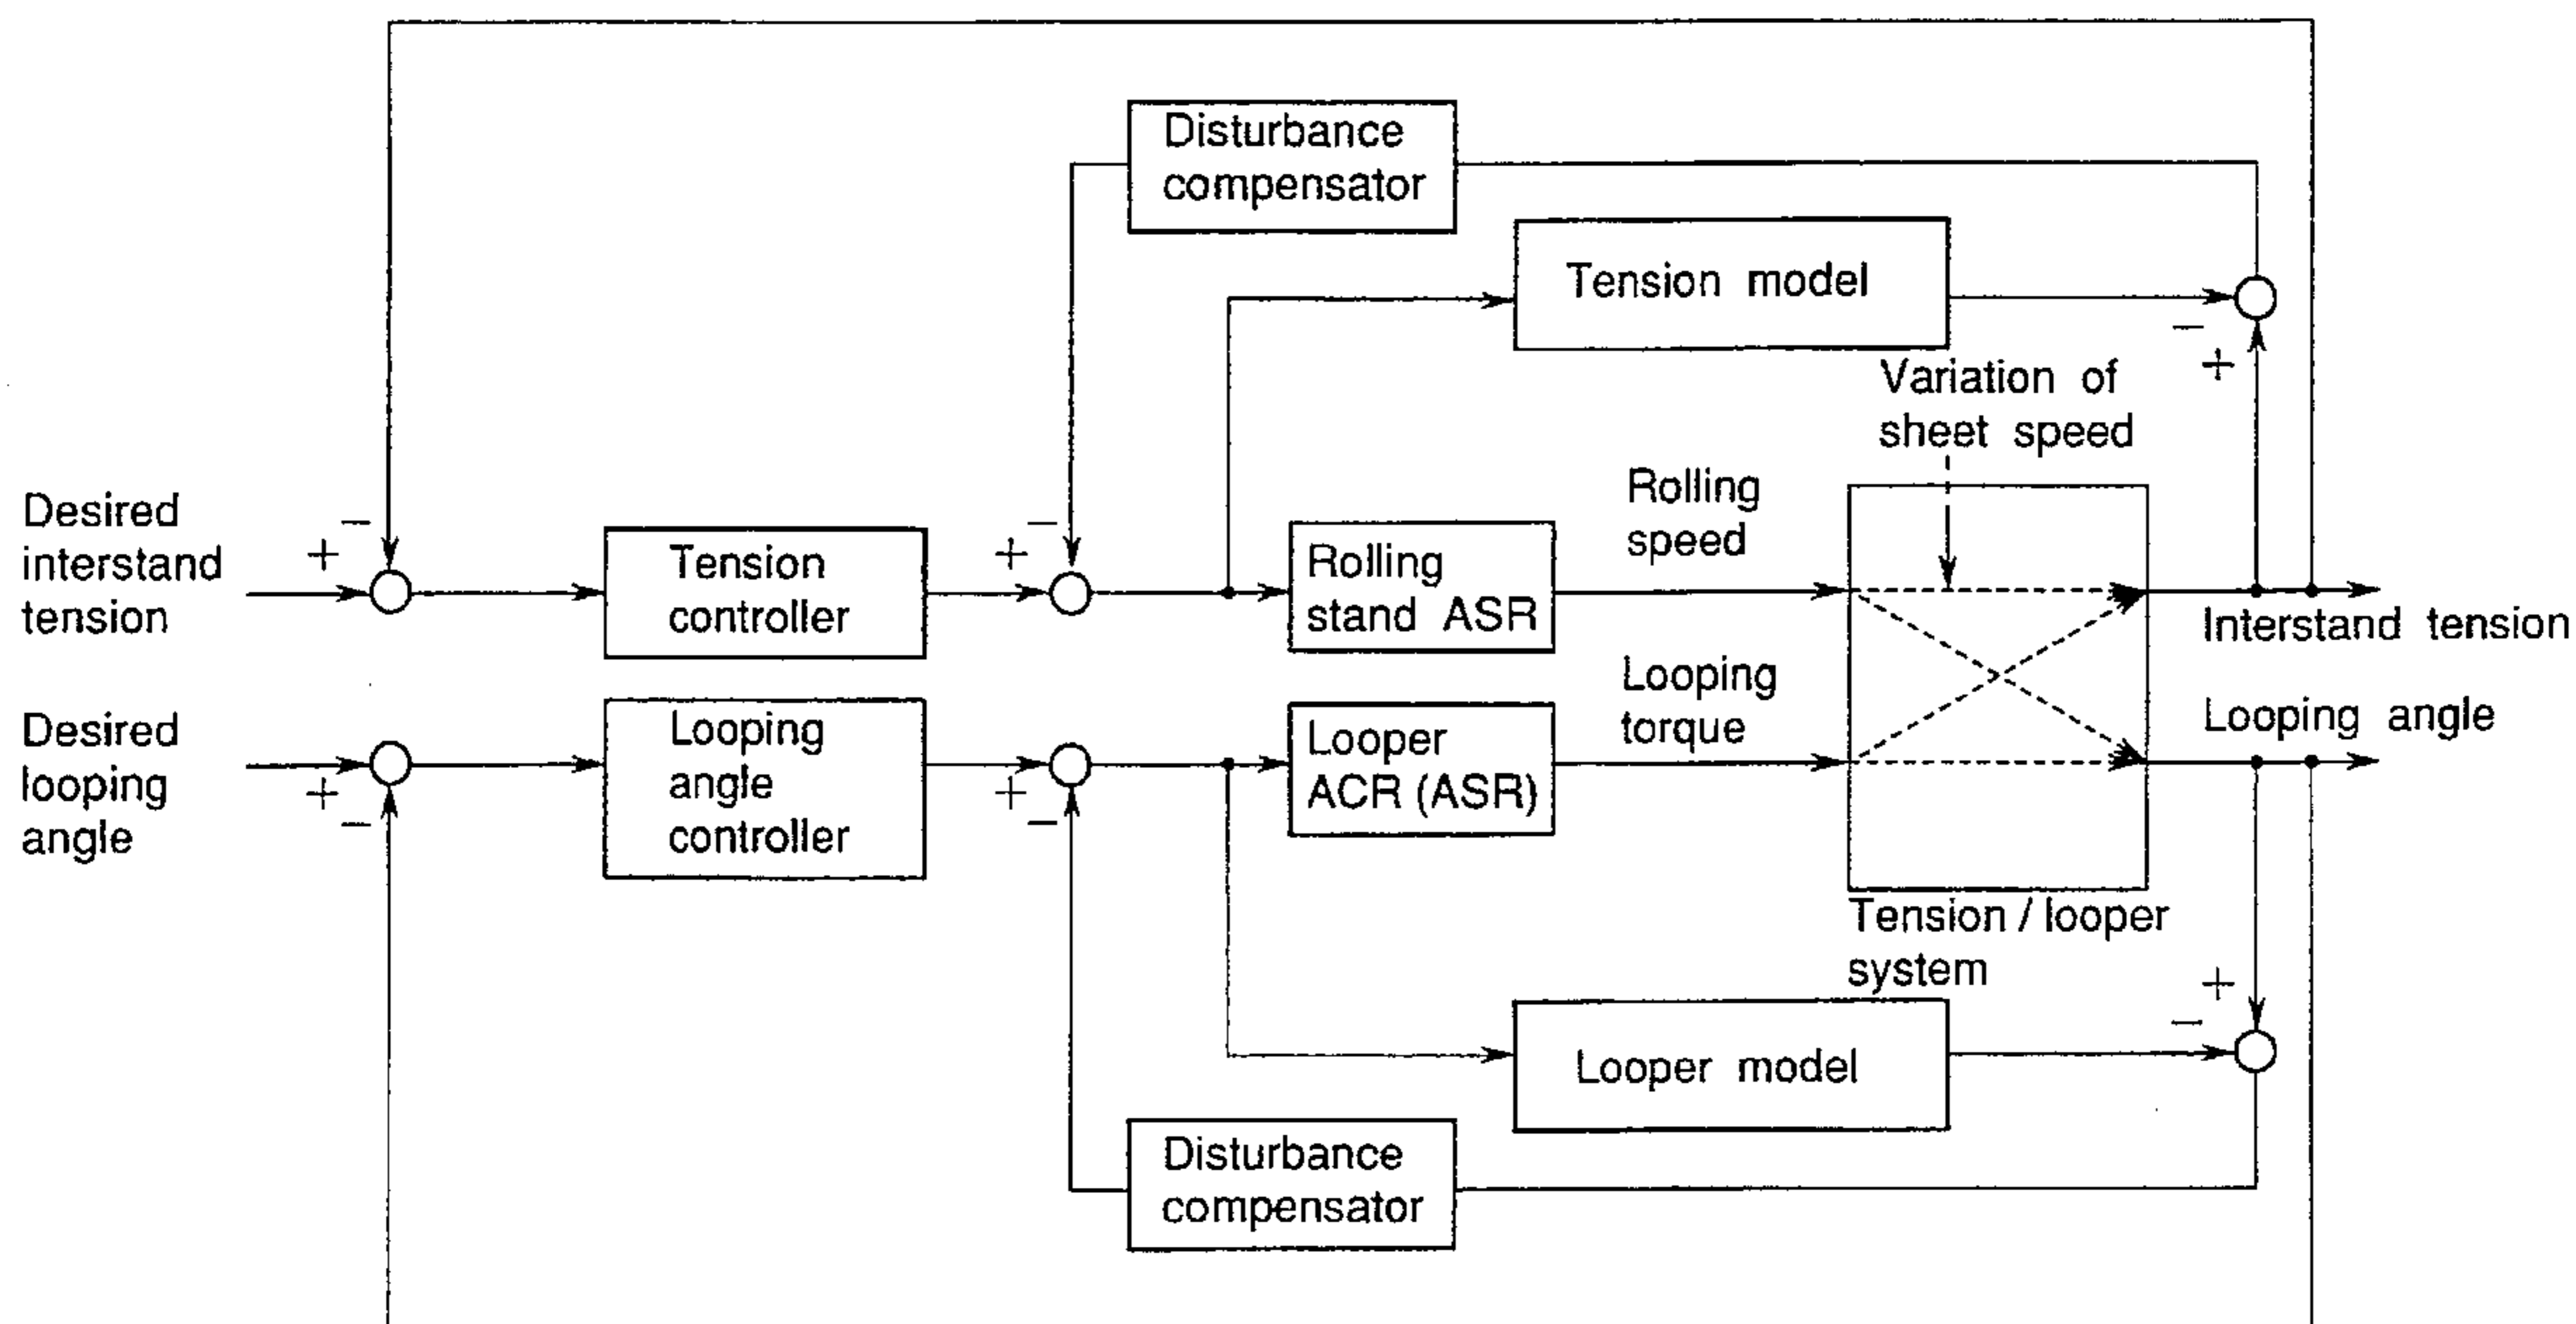 Disturbance
compensator
Tension model
−
+
Variation of
sheet speed
Desired
interstand
tension
+
−
Tension
controller
+
−
Rolling
stand ASR
Rolling
speed
Interstand tension
Desired
looping
angle
+
−
Looping
angle
controller
+
−
Looper
ACR (ASR)
Looping
torque
Looping angle
Tension / looper
system
+
−
Looper model
Disturbance
compensator